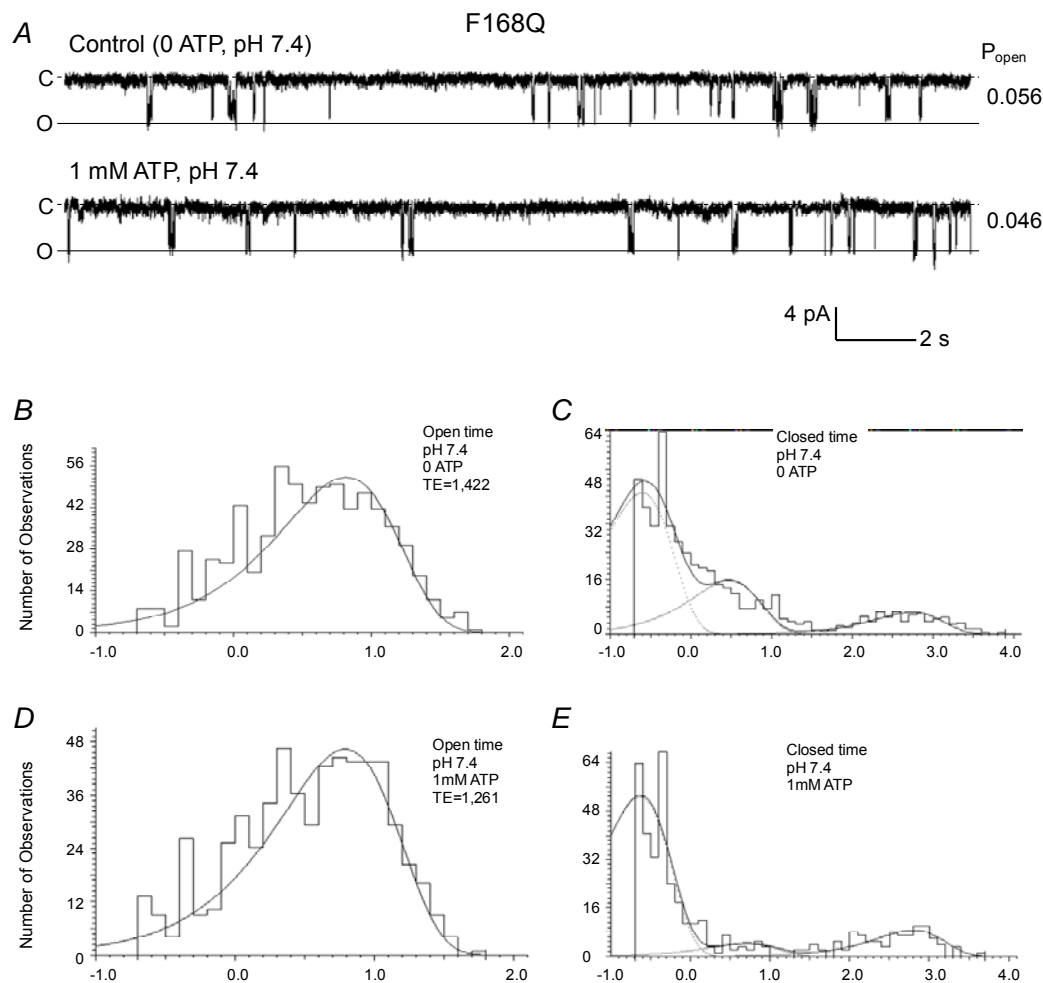 F168Q
A
Control (0 ATP, pH 7.4)
Popen
C
0.056
O
1 mM ATP, pH 7.4
C
0.046
O
4 pA
2 s
B
Number of Observations
56
42
28
14
0
-1.0
0.0
1.0
2.0
Open time
pH 7.4
0 ATP
TE=1,422
C
64
48
32
16
0
-1.0
0.0
1.0
2.0
3.0
4.0
Closed time
pH 7.4
0 ATP
D
Number of Observations
48
36
24
12
0
-1.0
0.0
1.0
2.0
Open time
pH 7.4
1mM ATP
TE=1,261
E
64
48
32
16
0
-1.0
0.0
1.0
2.0
3.0
4.0
Closed time
pH 7.4
1mM ATP